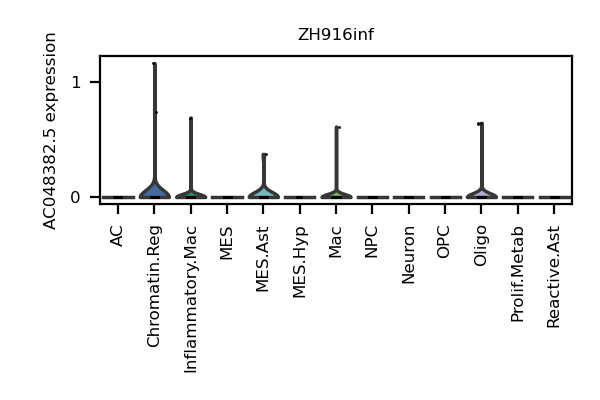 ZH916inf
AC048382.5 expression
1
0
AC
Chromatin.Reg
Inflammatory.Mac
MES
MES.Ast
MES.Hyp
Mac
NPC
Neuron
OPC
Oligo
Prolif.Metab
Reactive.Ast